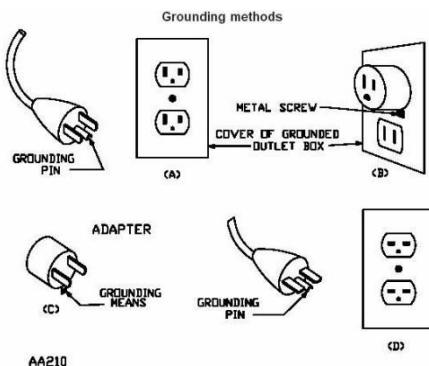 Grounding methods
GROUNDING
PIN
(A)
METAL SCREW
COVER OF GROUNDED
OUTLET BOX
(B)
ADAPTER
GROUNDING
MEANS
(C)
GROUNDING
PIN
(D)
AA210